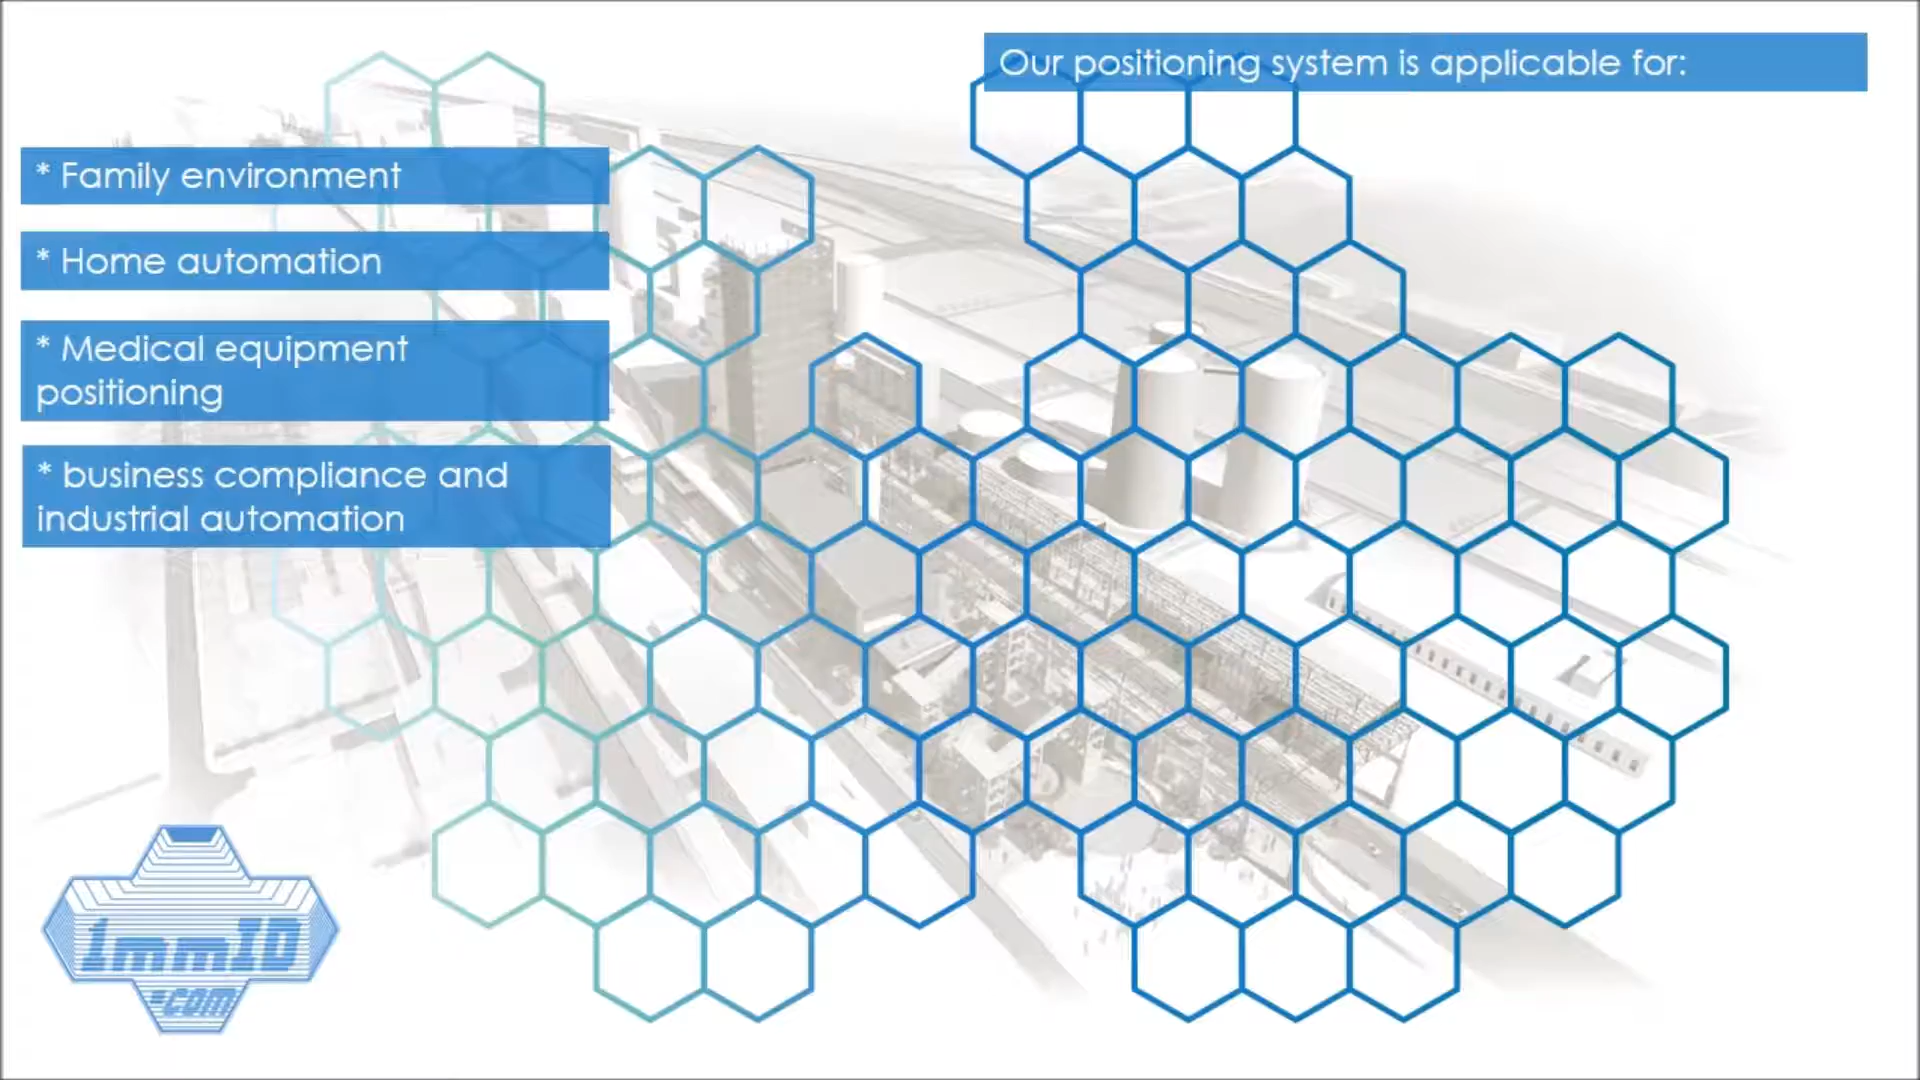 Our positioning system is applicable for:
* Family environment
* Home automation
* Medical equipment
positioning
* business compliance and
industrial automation
1mmIO
.com